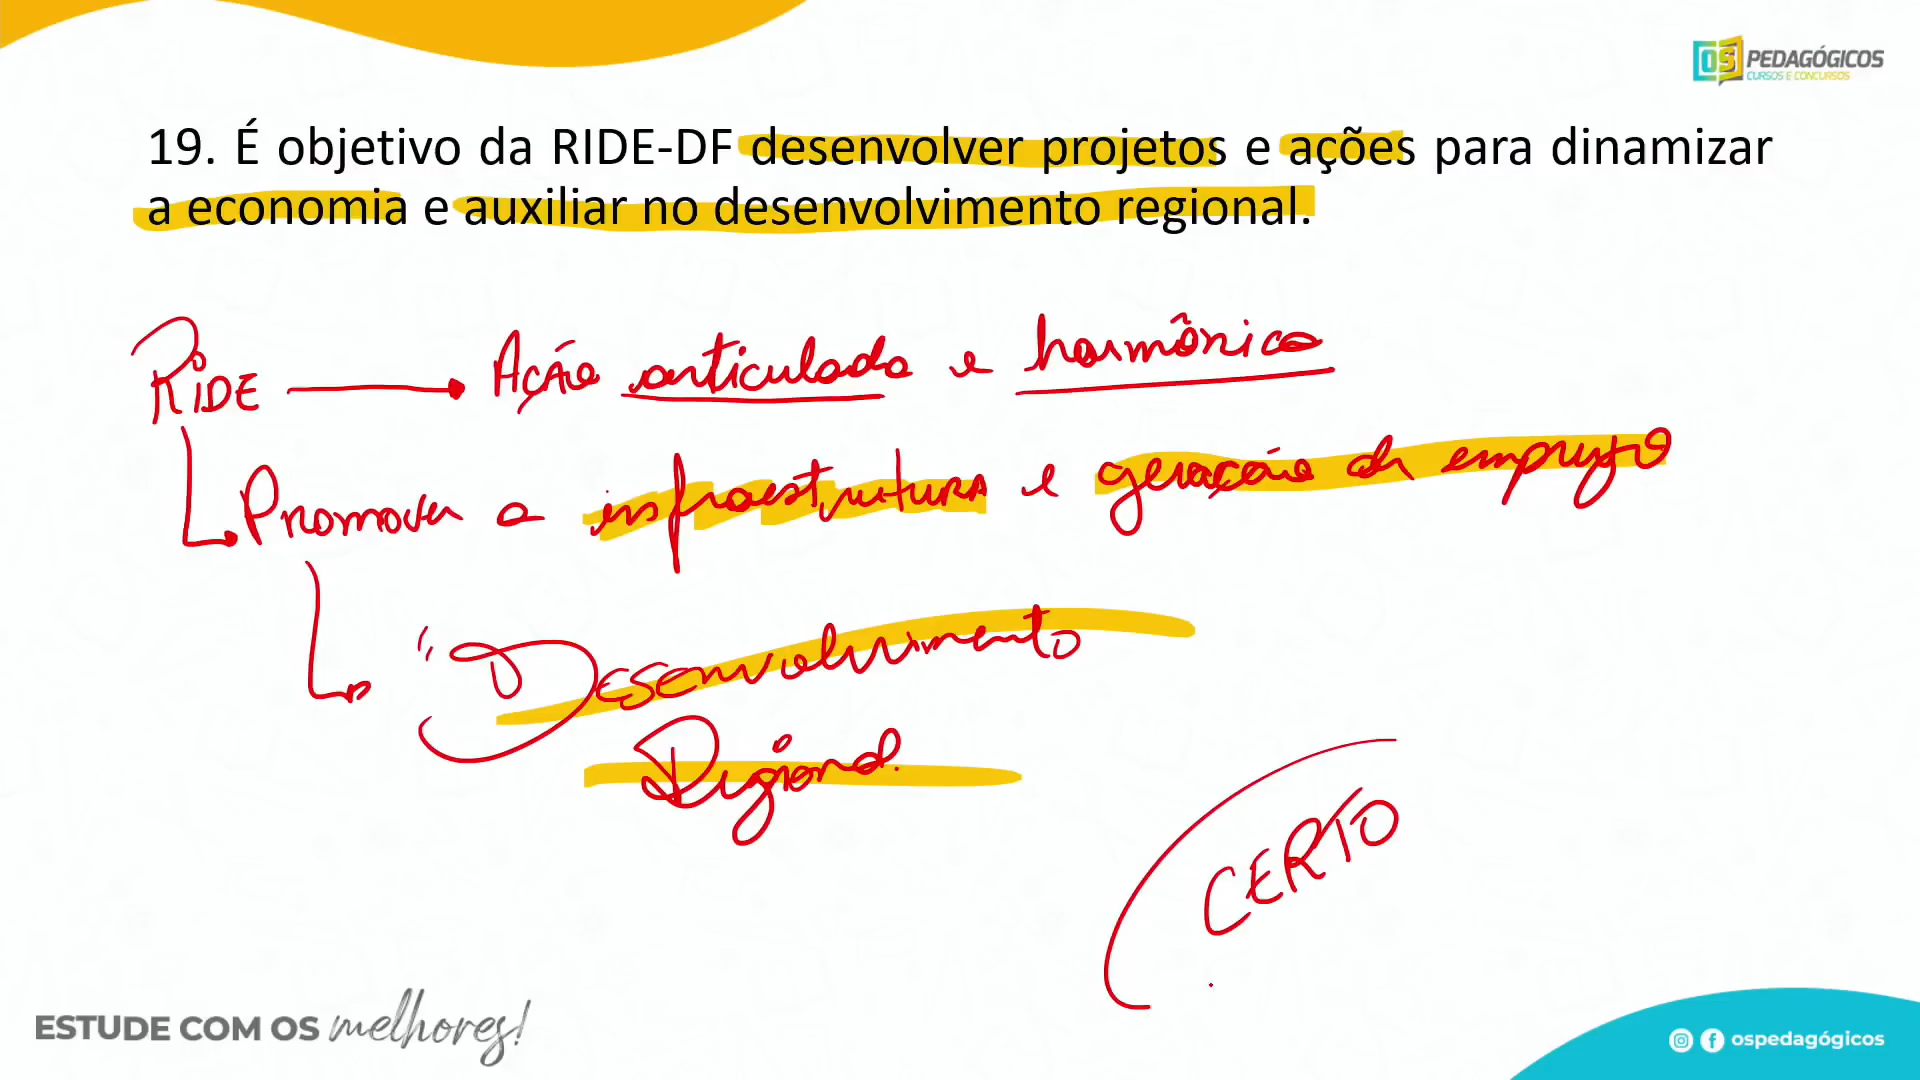 OS PEDAGÓGICOS
CURSOS E CONCURSOS
19. É objetivo da RIDE-DF desenvolver projetos e ações para dinamizar
a economia e auxiliar no desenvolvimento regional.
RIDE Ação articulada e harmônica
Promover a infraestrutura e geração de emprego
"Desenvolvimento
Regional.
CERTO
ESTUDE COM OS melhores!
ospedagógicos